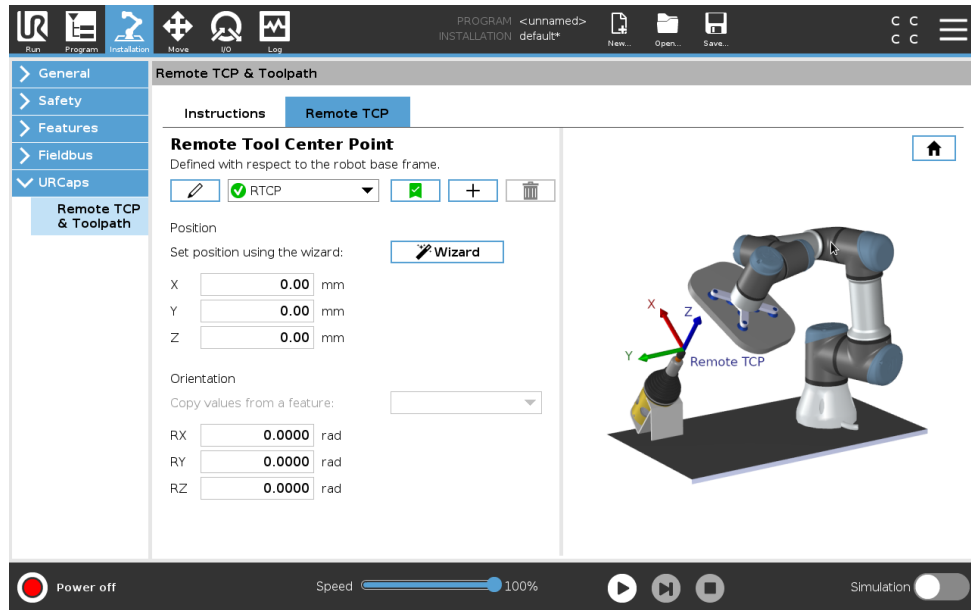 PROGRAM <unnamed>
INSTALLATION default*
C C
C C
Run Program Installation Move I/O Log New... Open... Save...
General
Safety
Features
Fieldbus
URCaps
Remote TCP
& Toolpath
Remote TCP & Toolpath
Instructions Remote TCP
Remote Tool Center Point
Defined with respect to the robot base frame.
RTCP
Position
Set position using the wizard: Wizard
X 0.00 mm
Y 0.00 mm
Z 0.00 mm
Orientation
Copy values from a feature:
RX 0.0000 rad
RY 0.0000 rad
RZ 0.0000 rad
X
Z
Y
Remote TCP
Power off Speed 100% Simulation